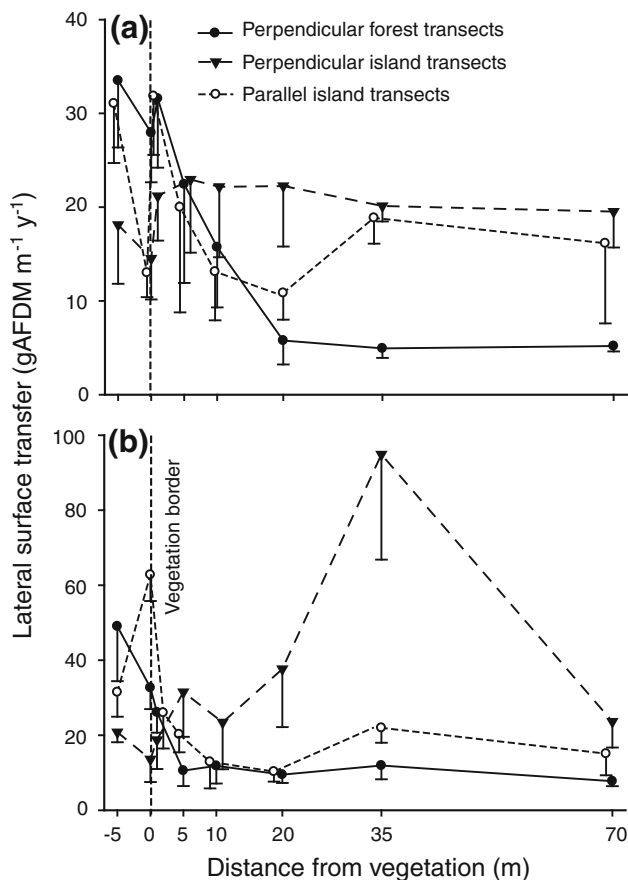 (a)
Perpendicular forest transects
Perpendicular island transects
Parallel island transects
40
30
20
10
0
Lateral surface transfer (gAFDM m⁻¹ y⁻¹)
(b)
Vegetation border
100
80
60
40
20
0
-5 0 5 10 20 35 70
Distance from vegetation (m)